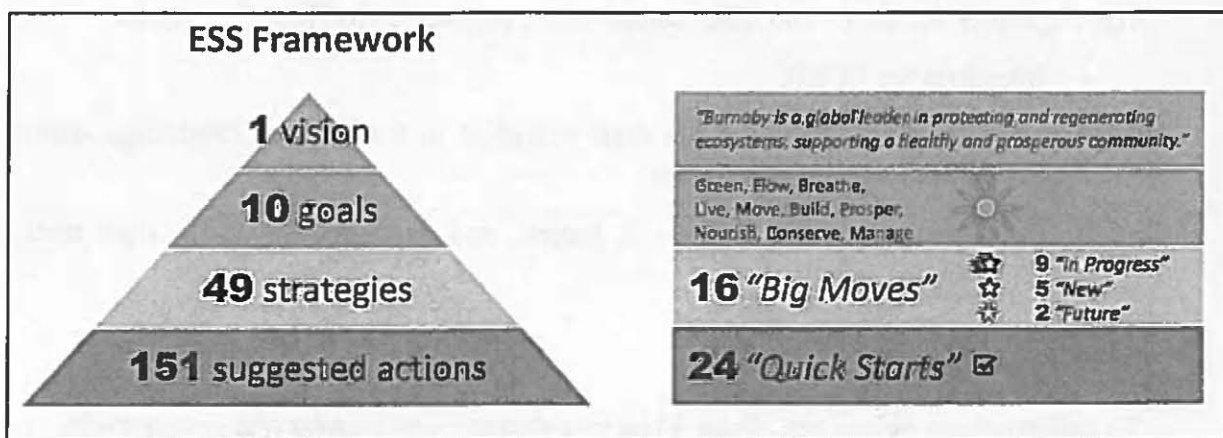 ESS Framework
1 vision
10 goals
49 strategies
151 suggested actions
"Burnaby is a global leader in protecting and regenerating
ecosystems, supporting a healthy and prosperous community."
Green, Flow, Breathe,
Live, Move, Build, Prosper,
Nourish, Conserve, Manage
16 "Big Moves"
9 "In Progress"
5 "New"
2 "Future"
24 "Quick Starts"